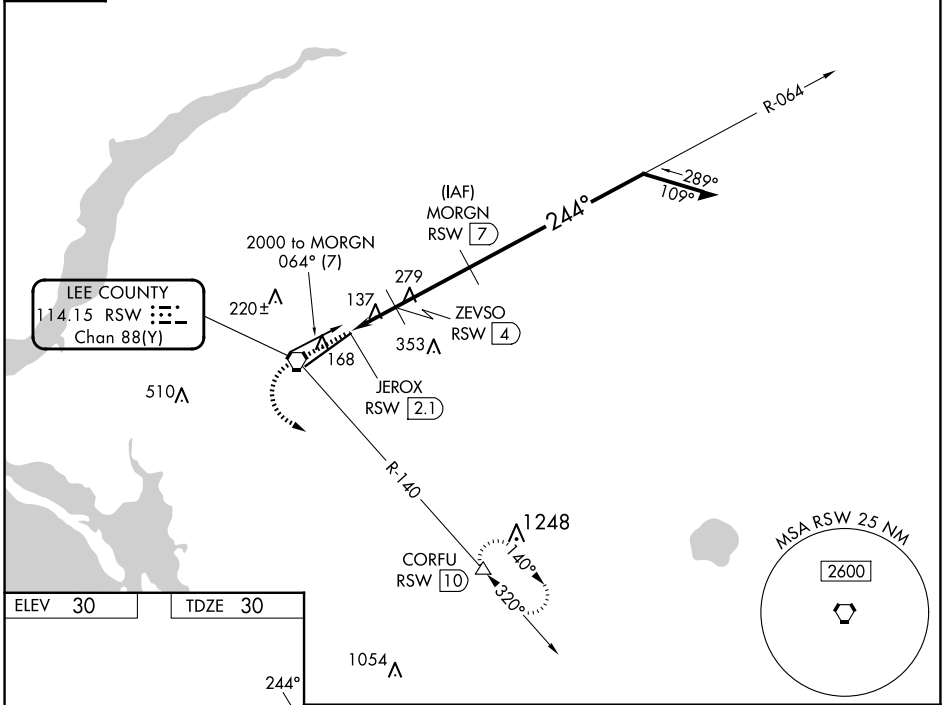 R-064
289°
109°
(IAF)
MORGN
RSW 7
244°
2000 to MORGN
064° (7)
279
LEE COUNTY
114.15 RSW
Chan 88(Y)
220±
137
ZEVSO
RSW 4
353
168
JEROX
RSW 2.1
510
R-140
1248
MSA RSW 25 NM
CORFU
RSW 10
140°
2600
320°
ELEV 30
TDZE 30
1054
244°